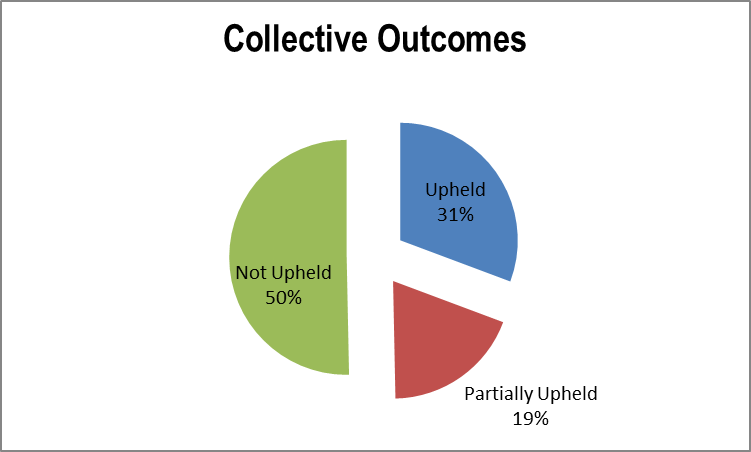 Collective Outcomes
Upheld
31%
Not Upheld
50%
Partially Upheld
19%